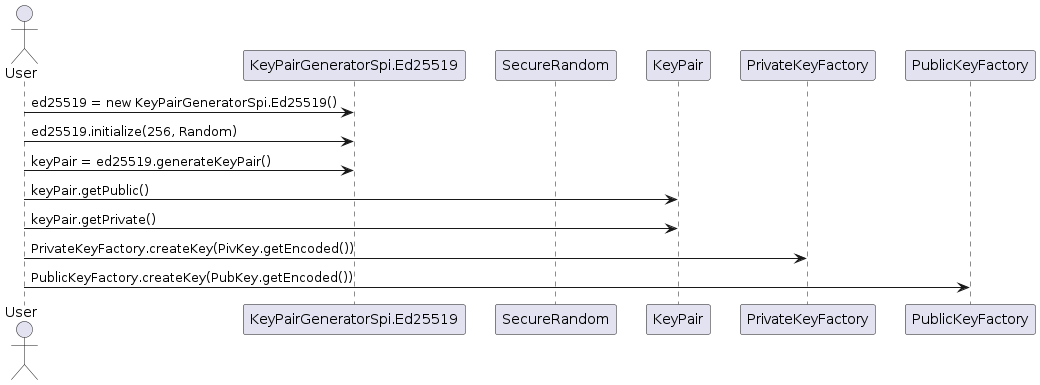 User
KeyPairGeneratorSpi.Ed25519
SecureRandom
KeyPair
PrivateKeyFactory
PublicKeyFactory
ed25519 = new KeyPairGeneratorSpi.Ed25519()
ed25519.initialize(256, Random)
keyPair = ed25519.generateKeyPair()
keyPair.getPublic()
keyPair.getPrivate()
PrivateKeyFactory.createKey(PivKey.getEncoded())
PublicKeyFactory.createKey(PubKey.getEncoded())
User
KeyPairGeneratorSpi.Ed25519
SecureRandom
KeyPair
PrivateKeyFactory
PublicKeyFactory